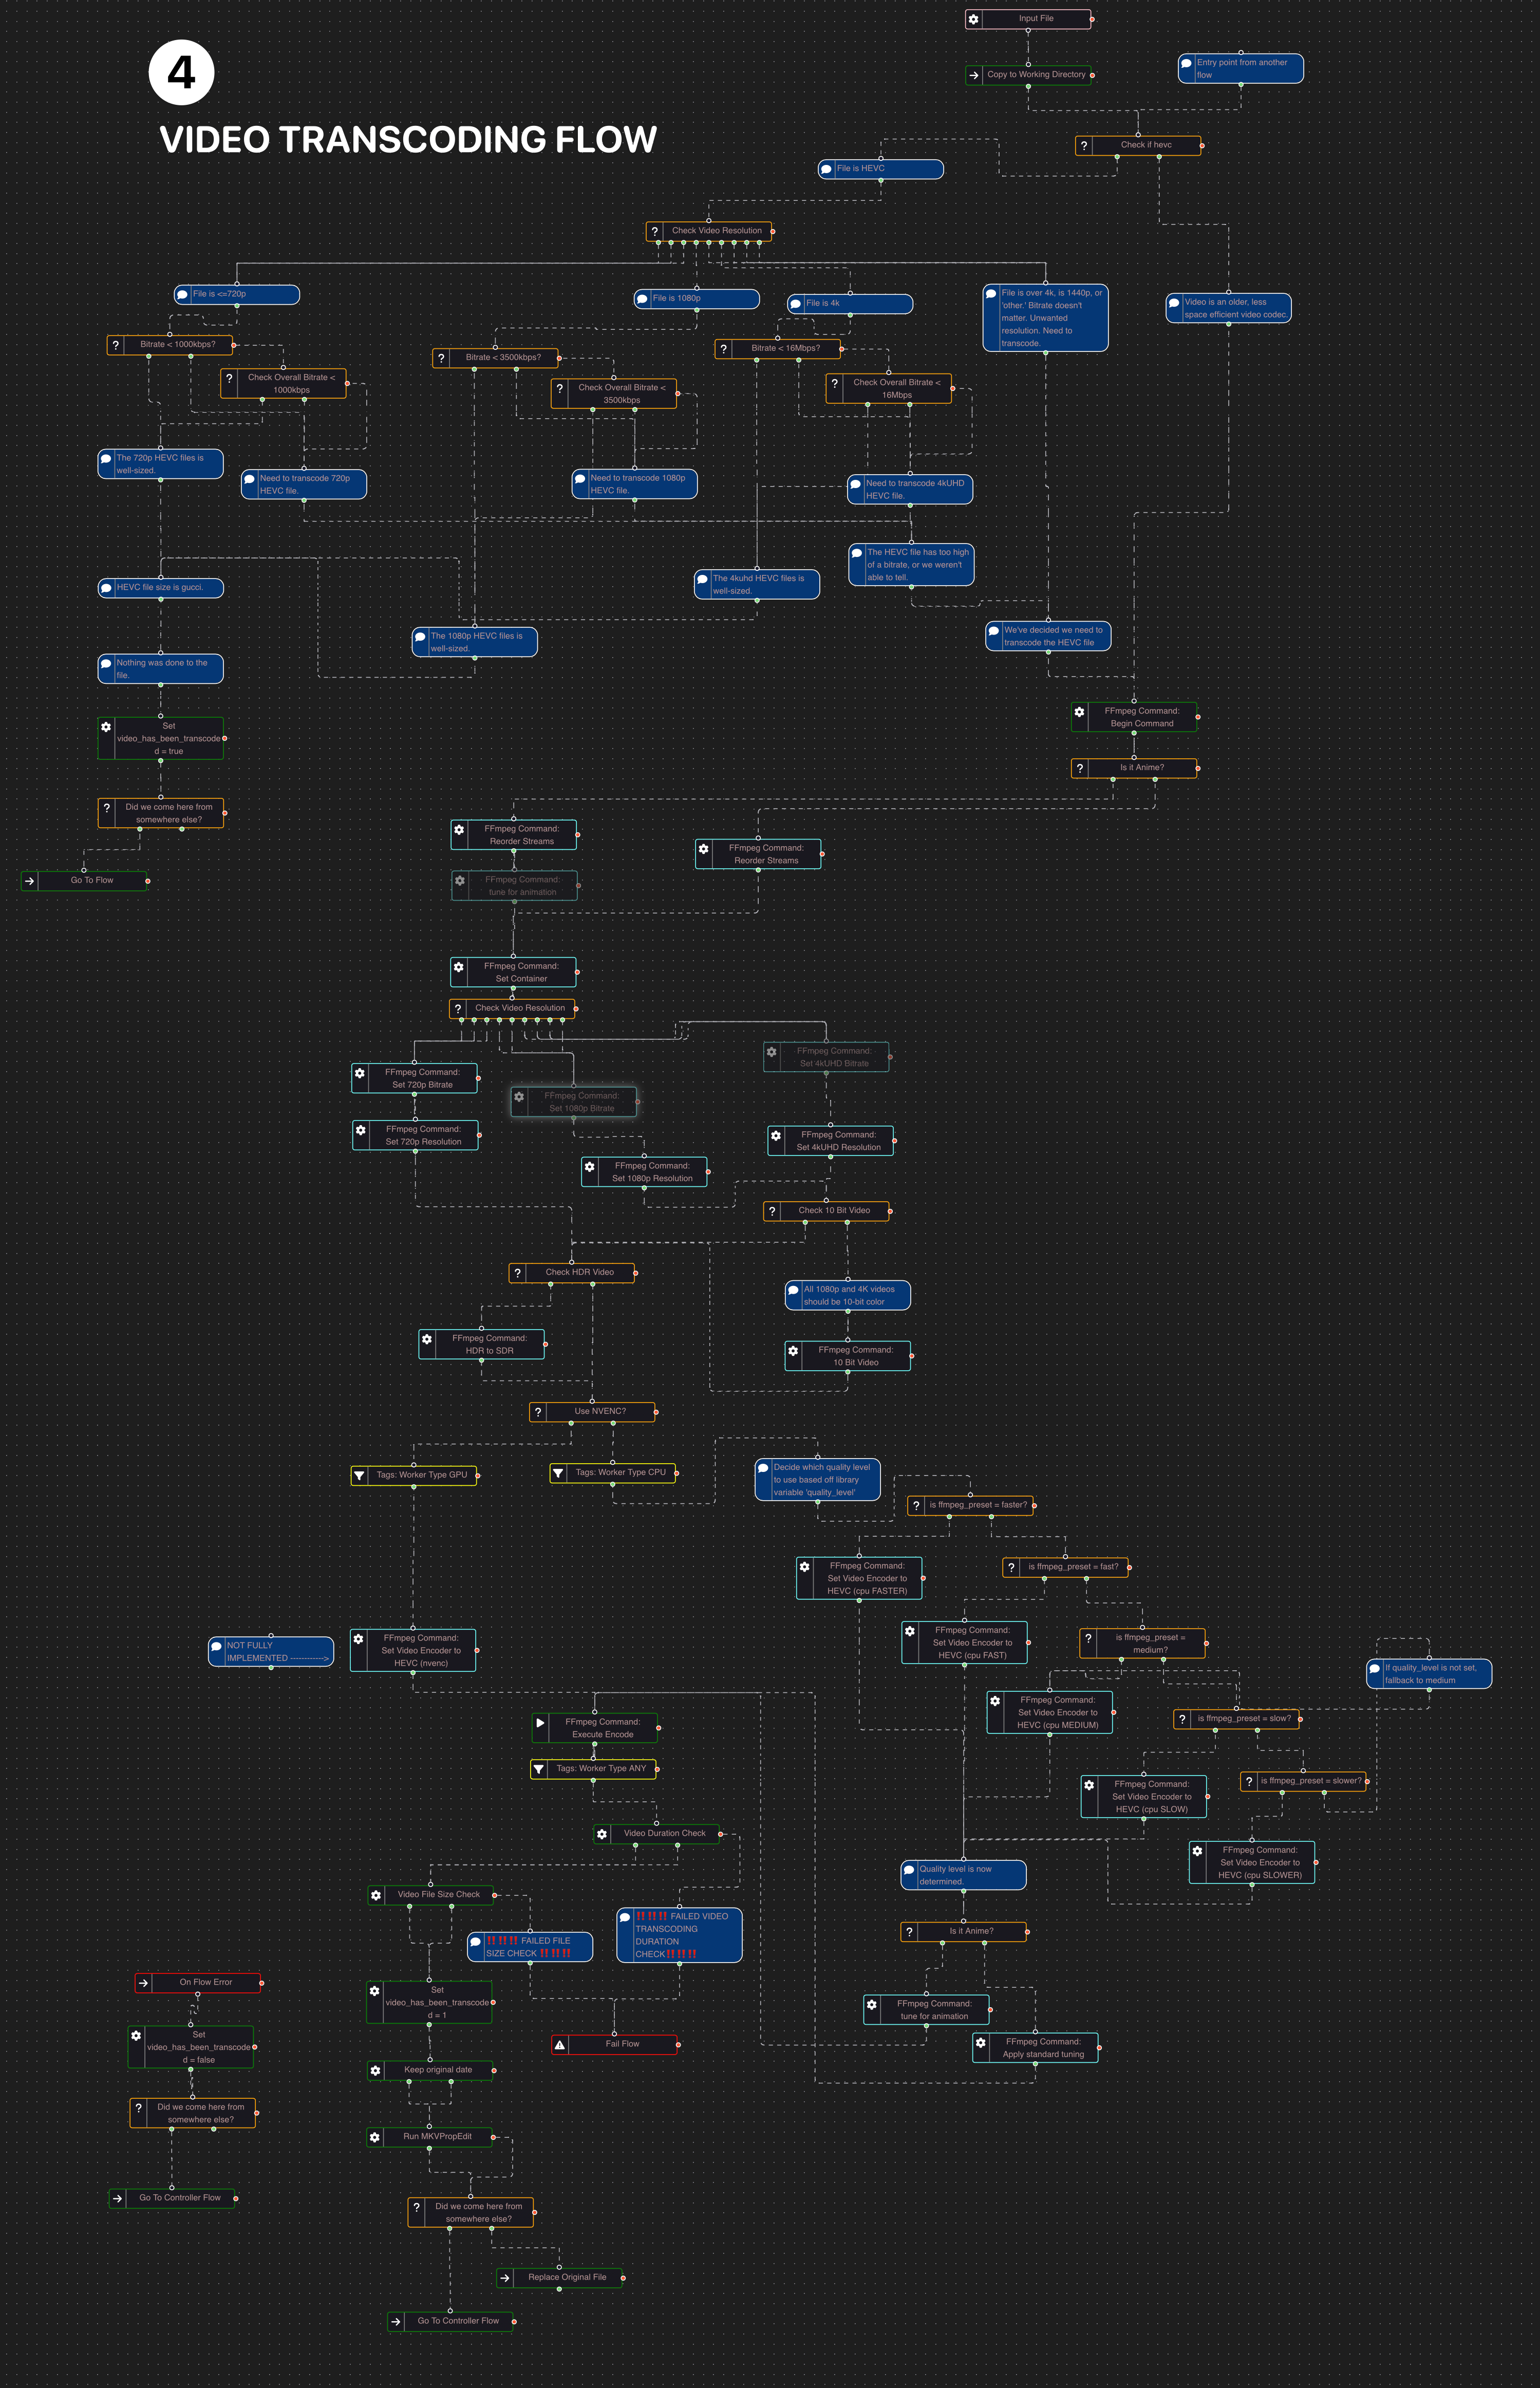 4
VIDEO TRANSCODING FLOW
Input File
Copy to Working Directory
Entry point from another
flow
Check if hevc
File is HEVC
Check Video Resolution
File is <=720p
File is 1080p
File is 4k
File is over 4k, is 1440p, or
'other.' Bitrate doesn't
matter. Unwanted
resolution. Need to
transcode.
Video is an older, less
space efficient video codec.
Bitrate < 1000kbps?
Bitrate < 3500kbps?
Bitrate < 16Mbps?
Check Overall Bitrate <
1000kbps
Check Overall Bitrate <
3500kbps
Check Overall Bitrate <
16Mbps
The 720p HEVC files is
well-sized.
Need to transcode 720p
HEVC file.
Need to transcode 1080p
HEVC file.
Need to transcode 4kUHD
HEVC file.
The HEVC file has too high
of a bitrate, or we weren't
able to tell.
HEVC file size is gucci.
The 4kuhd HEVC files is
well-sized.
The 1080p HEVC files is
well-sized.
We've decided we need to
transcode the HEVC file
Nothing was done to the
file.
Set
video_has_been_transcode
d = true
FFmpeg Command:
Begin Command
Is it Anime?
Did we come here from
somewhere else?
Go To Flow
FFmpeg Command:
Reorder Streams
FFmpeg Command:
Reorder Streams
FFmpeg Command:
tune for animation
FFmpeg Command:
Set Container
Check Video Resolution
FFmpeg Command:
Set 4kUHD Bitrate
FFmpeg Command:
Set 720p Bitrate
FFmpeg Command:
Set 1080p Bitrate
FFmpeg Command:
Set 720p Resolution
FFmpeg Command:
Set 4kUHD Resolution
FFmpeg Command:
Set 1080p Resolution
Check 10 Bit Video
Check HDR Video
All 1080p and 4K videos
should be 10-bit color
FFmpeg Command:
HDR to SDR
FFmpeg Command:
10 Bit Video
Use NVENC?
Tags: Worker Type GPU
Tags: Worker Type CPU
Decide which quality level
to use based off library
variable 'quality_level'
is ffmpeg_preset = faster?
FFmpeg Command:
Set Video Encoder to
HEVC (cpu FASTER)
is ffmpeg_preset = fast?
NOT FULLY
IMPLEMENTED ------------>
FFmpeg Command:
Set Video Encoder to
HEVC (nvenc)
FFmpeg Command:
Set Video Encoder to
HEVC (cpu FAST)
is ffmpeg_preset =
medium?
If quality_level is not set,
fallback to medium
FFmpeg Command:
Set Video Encoder to
HEVC (cpu MEDIUM)
is ffmpeg_preset = slow?
FFmpeg Command:
Execute Encode
Tags: Worker Type ANY
FFmpeg Command:
Set Video Encoder to
HEVC (cpu SLOW)
is ffmpeg_preset = slower?
Video Duration Check
FFmpeg Command:
Set Video Encoder to
HEVC (cpu SLOWER)
Quality level is now
determined.
Video File Size Check
‼️‼️‼️ FAILED FILE
SIZE CHECK ‼️‼️‼️
‼️‼️‼️ FAILED VIDEO
TRANSCODING
DURATION
CHECK‼️‼️‼️
Is it Anime?
On Flow Error
Set
video_has_been_transcode
d = 1
FFmpeg Command:
tune for animation
Set
video_has_been_transcode
d = false
Fail Flow
FFmpeg Command:
Apply standard tuning
Keep original date
Did we come here from
somewhere else?
Run MKVPropEdit
Go To Controller Flow
Did we come here from
somewhere else?
Replace Original File
Go To Controller Flow